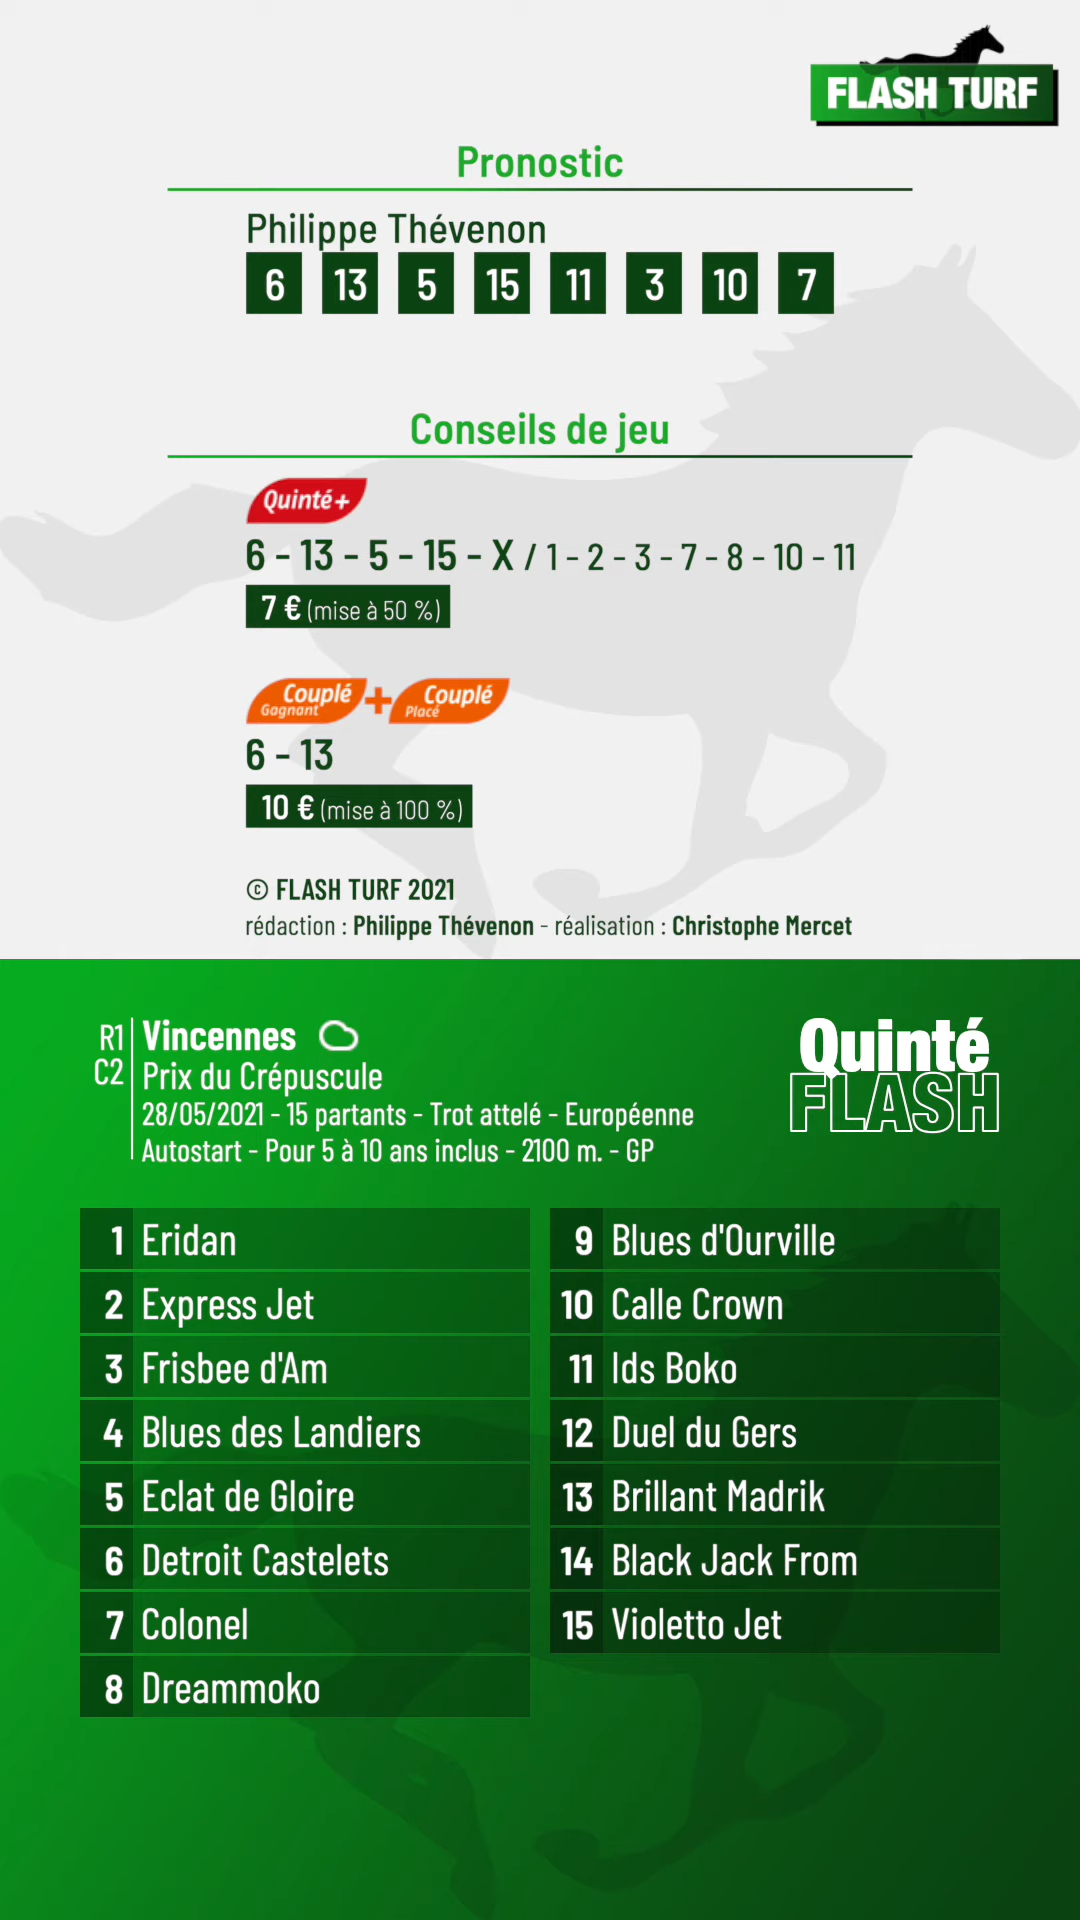 FLASH TURF
Pronostic
Philippe Thévenon
6 13 5 15 11 3 10 7
Conseils de jeu
Quinté+
6 - 13 - 5 - 15 - X / 1 - 2 - 3 - 7 - 8 - 10 - 11
7 € (mise à 50 %)
Couplé Gagnant + Couplé Placé
6 - 13
10 € (mise à 100 %)
© FLASH TURF 2021
rédaction : Philippe Thévenon - réalisation : Christophe Mercet
R1 Vincennes
C2 Prix du Crépuscule
28/05/2021 - 15 partants - Trot attelé - Européenne
Autostart - Pour 5 à 10 ans inclus - 2100 m. - GP
Quinté
FLASH
1 Eridan
2 Express Jet
3 Frisbee d'Am
4 Blues des Landiers
5 Eclat de Gloire
6 Detroit Castelets
7 Colonel
8 Dreammoko
9 Blues d'Ourville
10 Calle Crown
11 Ids Boko
12 Duel du Gers
13 Brillant Madrik
14 Black Jack From
15 Violetto Jet